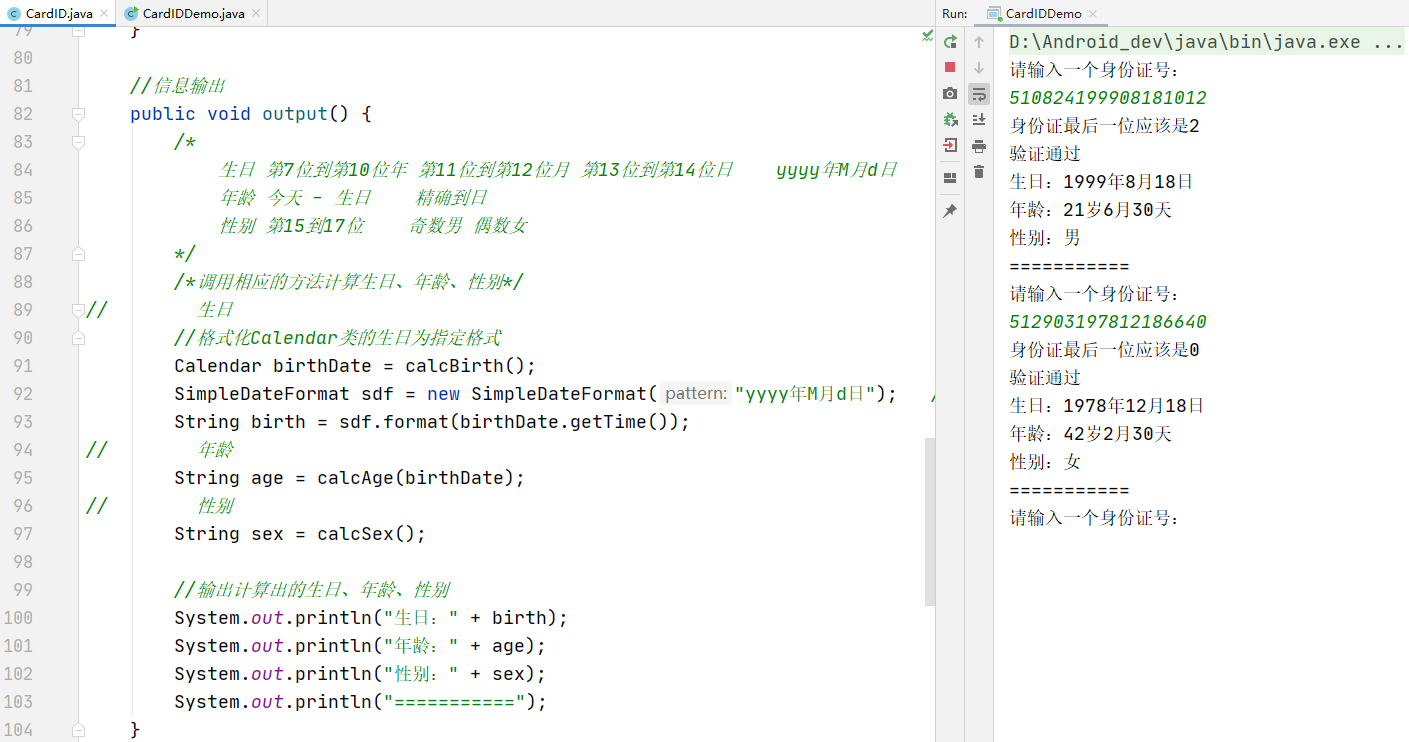 CardID.java
CardIDDemo.java
79 }
80
81 //信息输出
82 public void output() {
83 /*
84 生日 第7位到第10位年 第11位到第12位月 第13位到第14位日 yyyy年M月d日
85 年龄 今天 - 生日 精确到日
86 性别 第15到17位 奇数男 偶数女
87 */
88 /*调用相应的方法计算生日、年龄、性别*/
89 // 生日
90 //格式化Calendar类的生日为指定格式
91 Calendar birthDate = calcBirth();
92 SimpleDateFormat sdf = new SimpleDateFormat( pattern: "yyyy年M月d日"); /
93 String birth = sdf.format(birthDate.getTime());
94 // 年龄
95 String age = calcAge(birthDate);
96 // 性别
97 String sex = calcSex();
98
99 //输出计算出的生日、年龄、性别
100 System.out.println("生日：" + birth);
101 System.out.println("年龄：" + age);
102 System.out.println("性别：" + sex);
103 System.out.println("===========");
104 }
Run: CardIDDemo
D:\Android_dev\java\bin\java.exe ...
请输入一个身份证号：
510824199908181012
身份证最后一位应该是2
验证通过
生日：1999年8月18日
年龄：21岁6月30天
性别：男
===========
请输入一个身份证号：
512903197812186640
身份证最后一位应该是0
验证通过
生日：1978年12月18日
年龄：42岁2月30天
性别：女
===========
请输入一个身份证号：